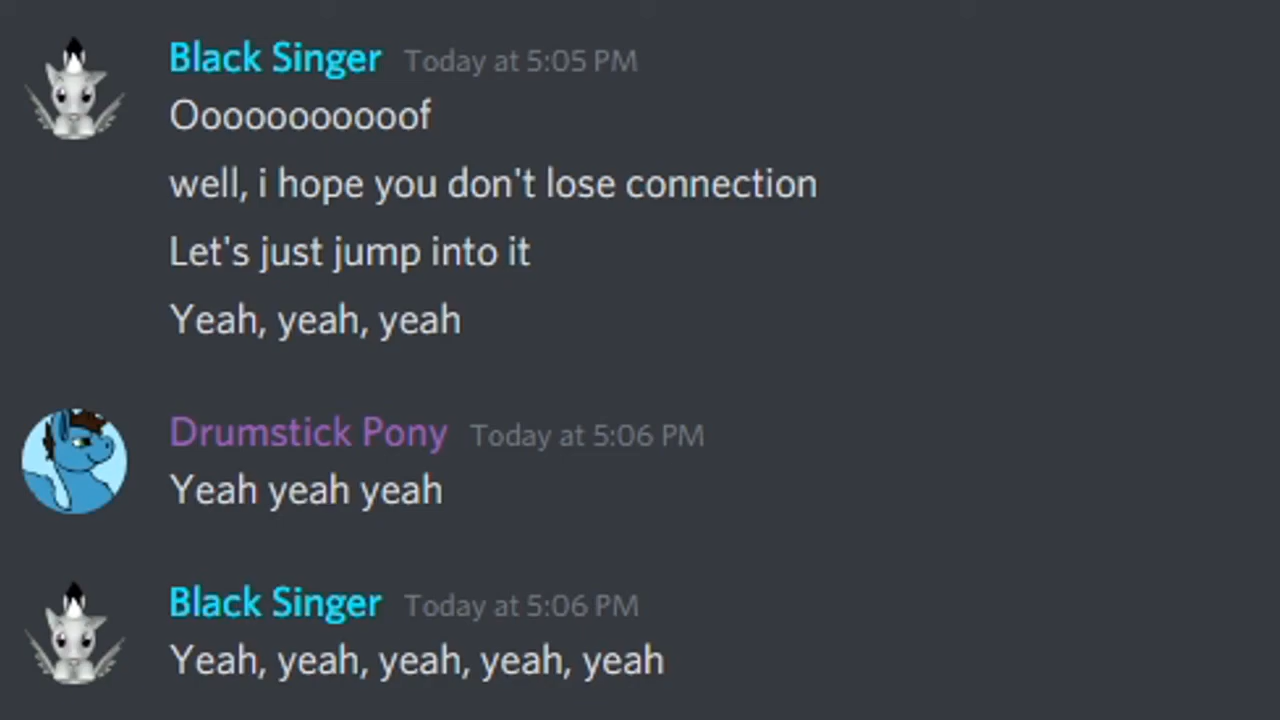 Black Singer Today at 5:05 PM
Ooooooooooof
well, i hope you don't lose connection
Let's just jump into it
Yeah, yeah, yeah
Drumstick Pony Today at 5:06 PM
Yeah yeah yeah
Black Singer Today at 5:06 PM
Yeah, yeah, yeah, yeah, yeah